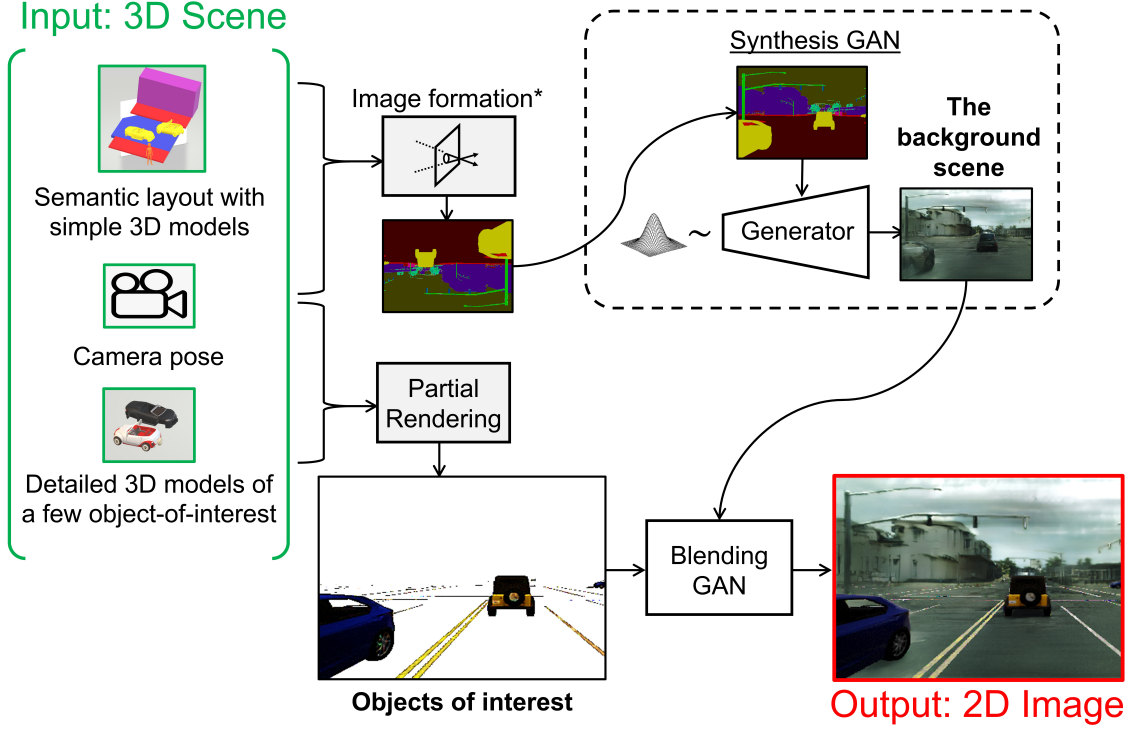 Input: 3D Scene
Semantic layout with
simple 3D models
Camera pose
Detailed 3D models of
a few object-of-interest
Image formation*
Partial
Rendering
Objects of interest
Synthesis GAN
~
Generator
The
background
scene
Blending
GAN
Output: 2D Image